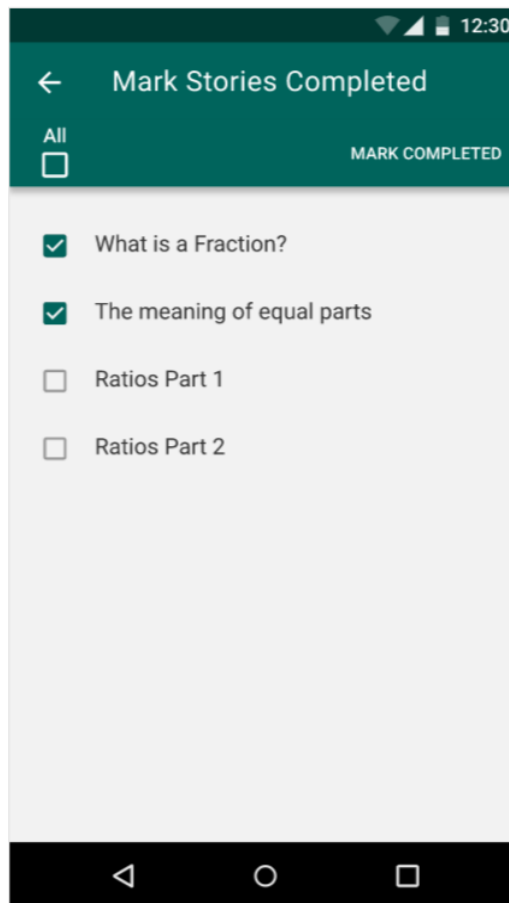 12:30
Mark Stories Completed
All
MARK COMPLETED
What is a Fraction?
The meaning of equal parts
Ratios Part 1
Ratios Part 2